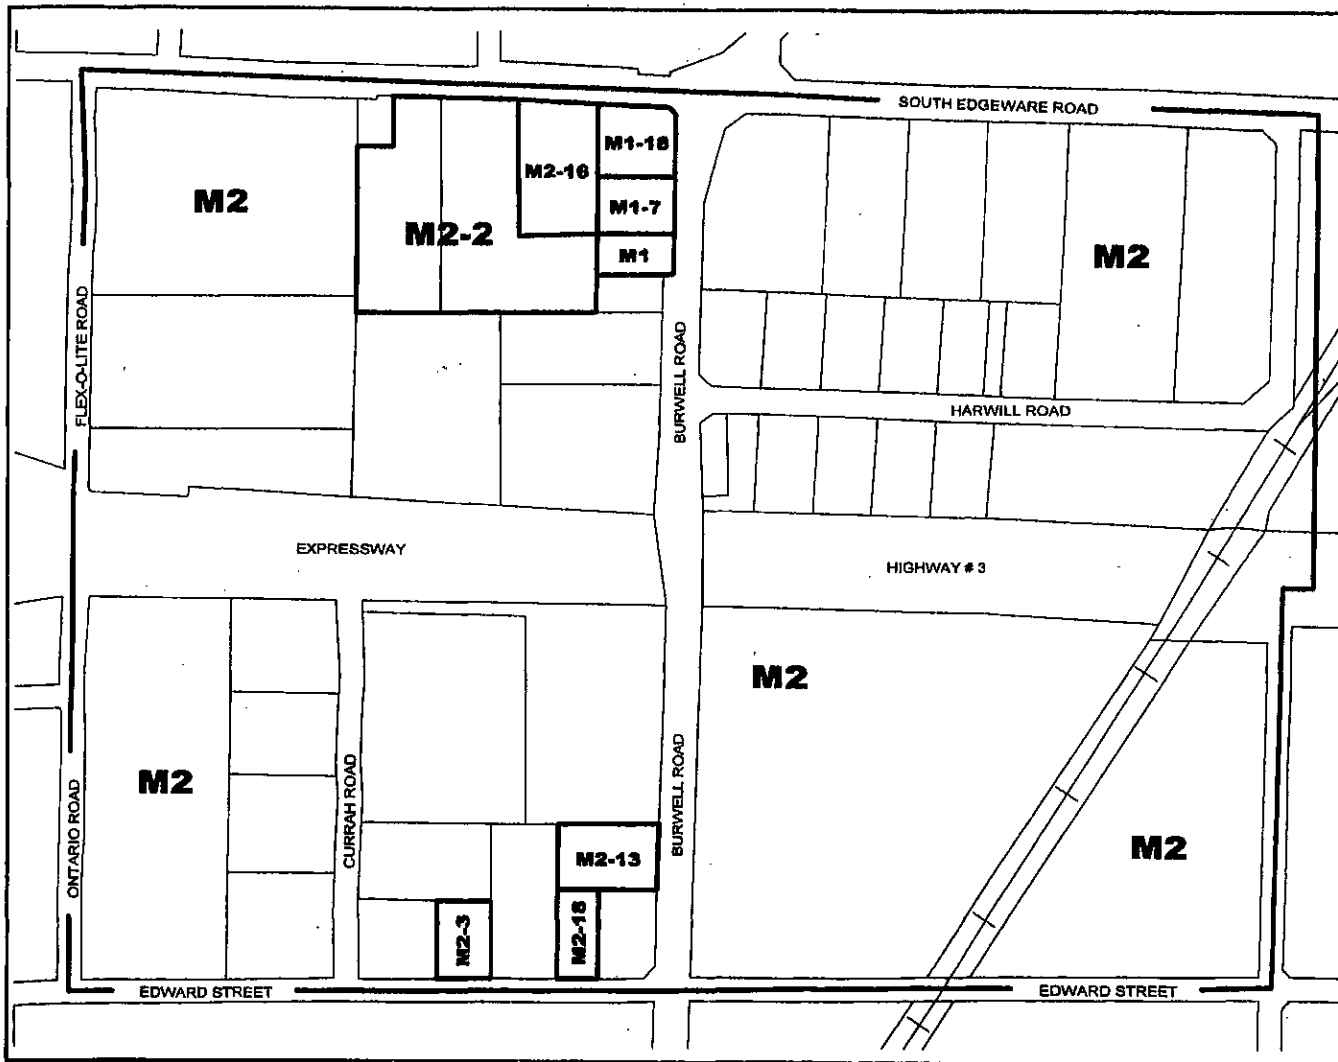 SOUTH EDGEWARE ROAD
M1-18
M2-16
M2
M1-7
M2-2
M1
M2
FLEX-O-LITE ROAD
BURWELL ROAD
HARWILL ROAD
EXPRESSWAY
HIGHWAY # 3
M2
M2
BURWELL ROAD
CURRAH ROAD
ONTARIO ROAD
M2
M2-13
M2-3
M2-18
EDWARD STREET
EDWARD STREET